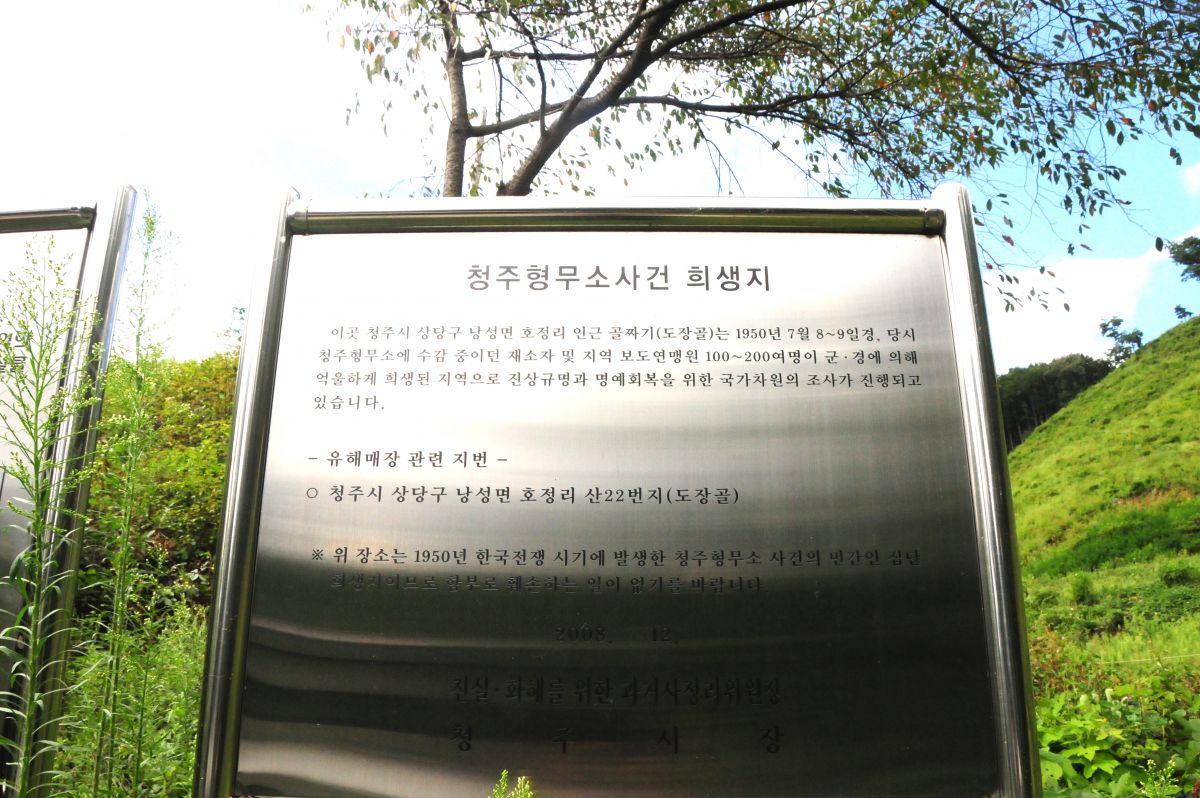 청주형무소사건 희생지
이곳 청주시 상당구 낭성면 호정리 인근 골짜기(도장골)는 1950년 7월 8~9일경, 당시
청주형무소에 수감 중이던 재소자 및 지역 보도연맹원 100~200여명이 군·경에 의해
억울하게 희생된 지역으로 진상규명과 명예회복을 위한 국가차원의 조사가 진행되고
있습니다.
- 유해매장 관련 지번 -
○ 청주시 상당구 낭성면 호정리 산22번지(도장골)
※ 위 장소는 1950년 한국전쟁 시기에 발생한 청주형무소 사건의 민간인 집단
희생지이므로 함부로 훼손하는 일이 없기를 바랍니다.
2008. 12.
진실·화해를 위한 과거사정리위원장
청 주 시 장